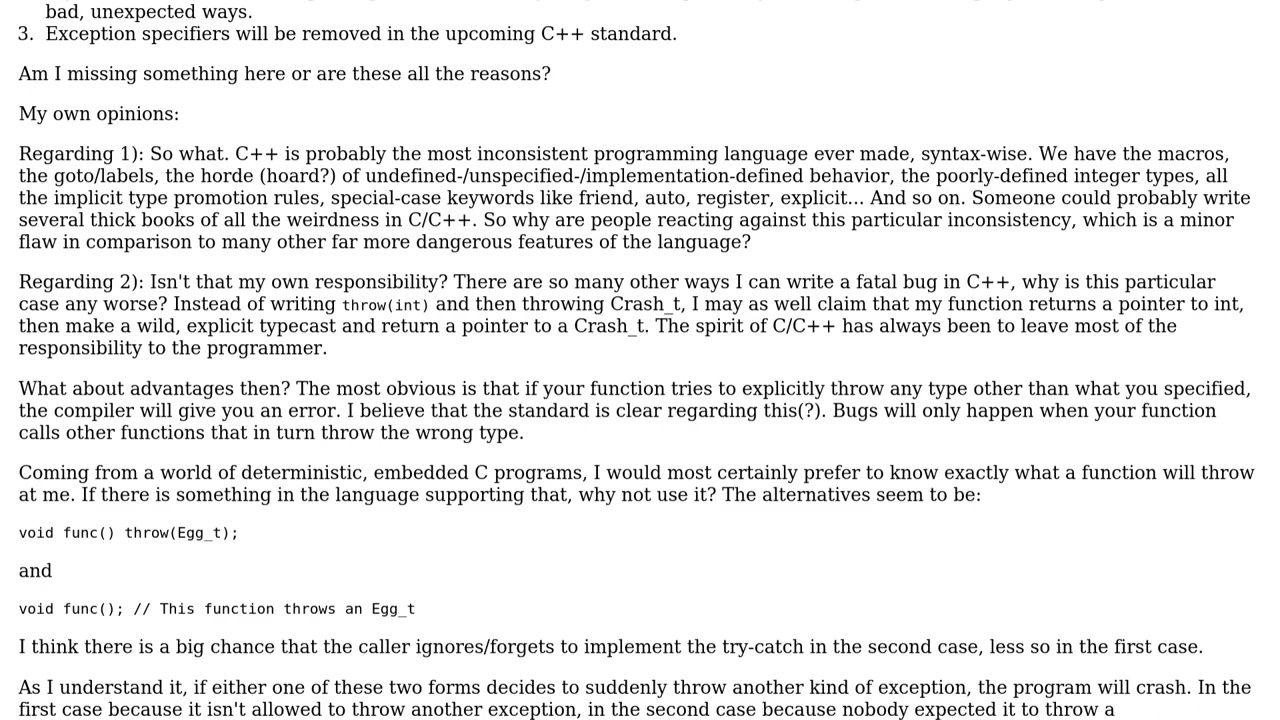 bad, unexpected ways.
3. Exception specifiers will be removed in the upcoming C++ standard.
Am I missing something here or are these all the reasons?
My own opinions:
Regarding 1): So what. C++ is probably the most inconsistent programming language ever made, syntax-wise. We have the macros,
the goto/labels, the horde (hoard?) of undefined-/unspecified-/implementation-defined behavior, the poorly-defined integer types, all
the implicit type promotion rules, special-case keywords like friend, auto, register, explicit... And so on. Someone could probably write
several thick books of all the weirdness in C/C++. So why are people reacting against this particular inconsistency, which is a minor
flaw in comparison to many other far more dangerous features of the language?
Regarding 2): Isn't that my own responsibility? There are so many other ways I can write a fatal bug in C++, why is this particular
case any worse? Instead of writing throw(int) and then throwing Crash_t, I may as well claim that my function returns a pointer to int,
then make a wild, explicit typecast and return a pointer to a Crash_t. The spirit of C/C++ has always been to leave most of the
responsibility to the programmer.
What about advantages then? The most obvious is that if your function tries to explicitly throw any type other than what you specified,
the compiler will give you an error. I believe that the standard is clear regarding this(?). Bugs will only happen when your function
calls other functions that in turn throw the wrong type.
Coming from a world of deterministic, embedded C programs, I would most certainly prefer to know exactly what a function will throw
at me. If there is something in the language supporting that, why not use it? The alternatives seem to be:
void func() throw(Egg_t);
and
void func(); // This function throws an Egg_t
I think there is a big chance that the caller ignores/forgets to implement the try-catch in the second case, less so in the first case.
As I understand it, if either one of these two forms decides to suddenly throw another kind of exception, the program will crash. In the
first case because it isn't allowed to throw another exception, in the second case because nobody expected it to throw a